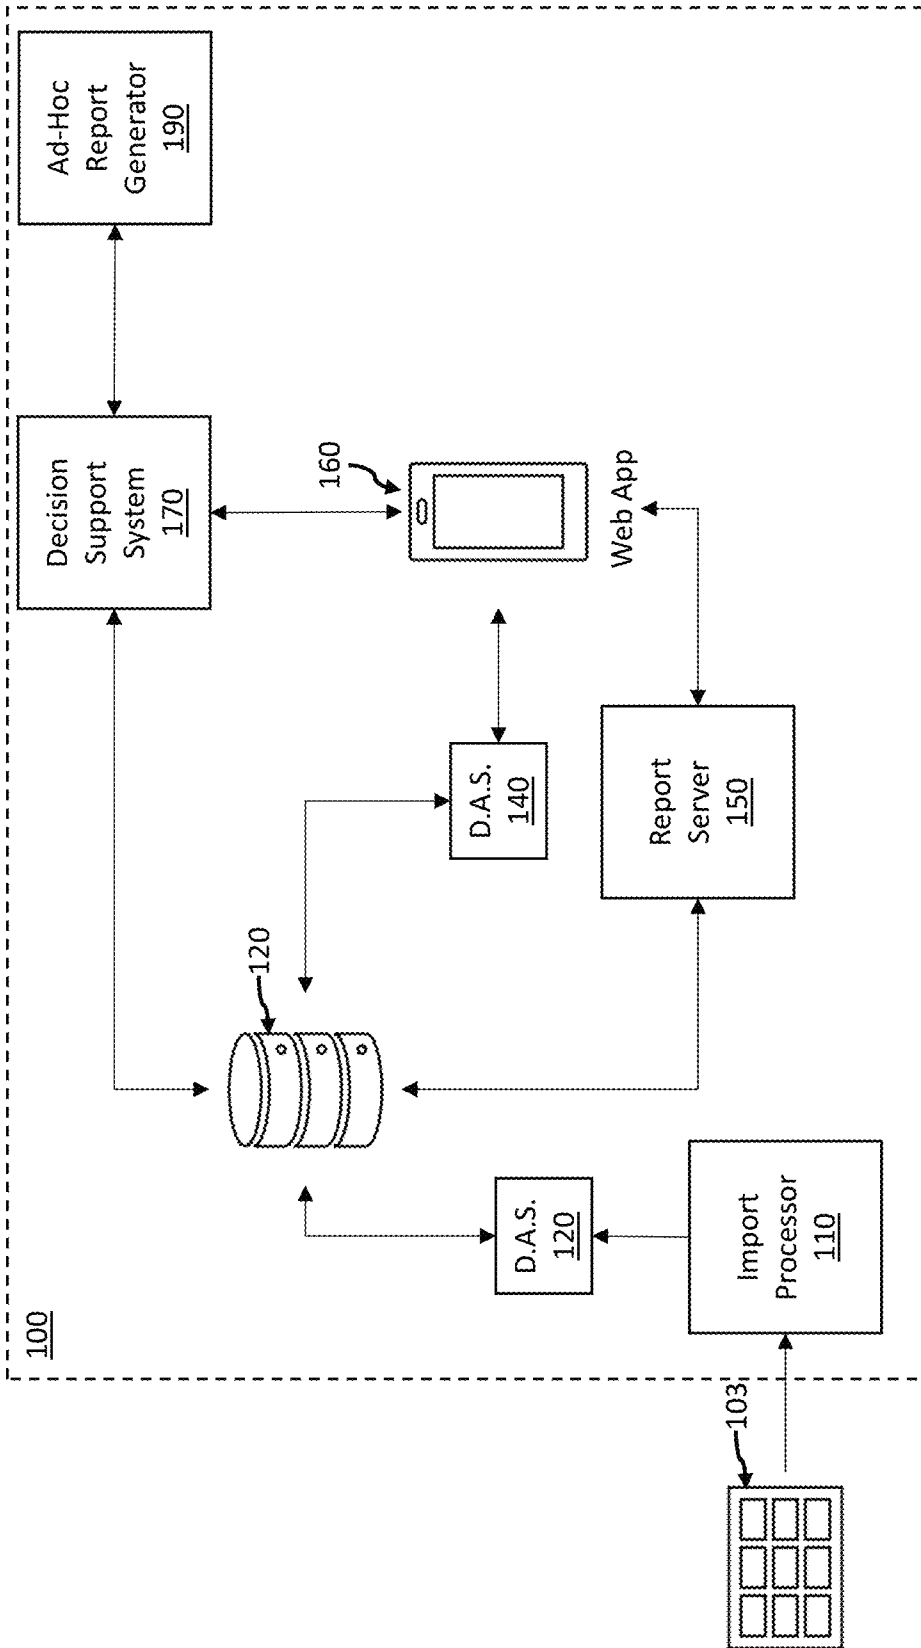 100
Decision
Support
System
170
Ad-Hoc
Report
Generator
190
120
160
D.A.S.
140
D.A.S.
120
Web App
Report
Server
150
103
Import
Processor
110